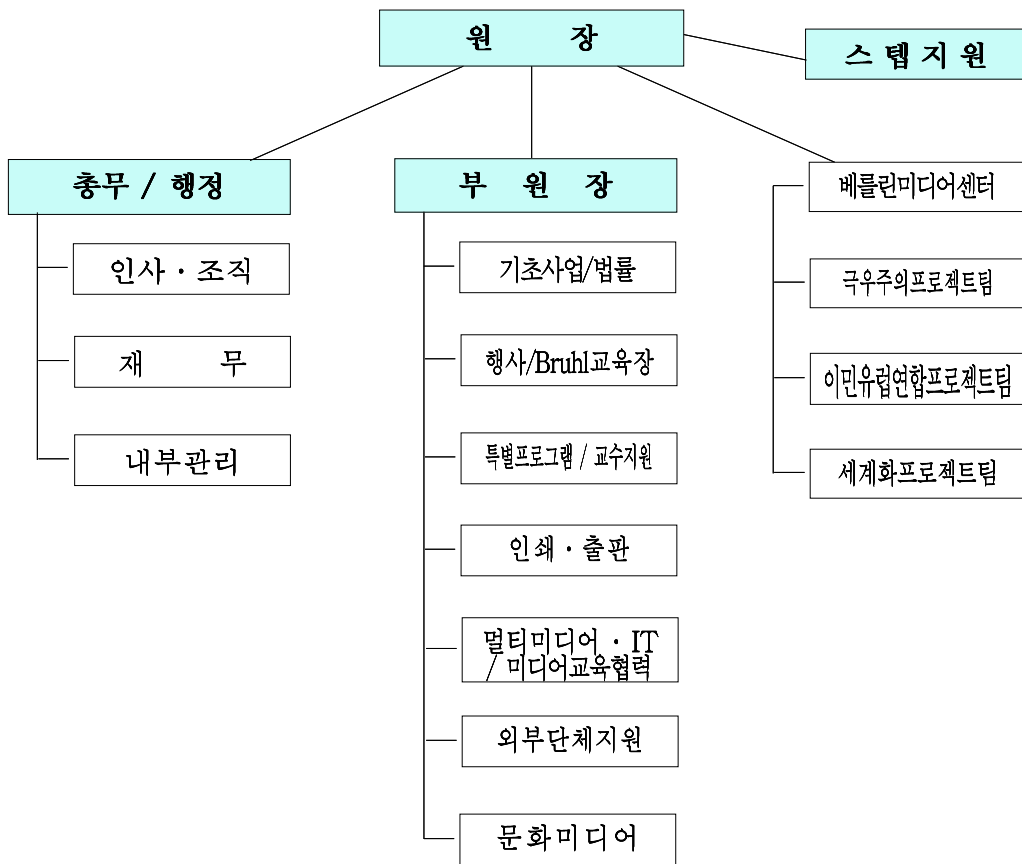 원 장
스 텝 지 원
총무 / 행정
인사 · 조직
재 무
내부관리
부 원 장
기초사업/법률
행사/Bruhl교육장
특별프로그램 / 교수지원
인쇄 · 출판
멀티미디어 · IT
/ 미디어교육협력
외부단체지원
문화미디어
베를린미디어센터
극우주의프로젝트팀
이민유럽연합프로젝트팀
세계화프로젝트팀